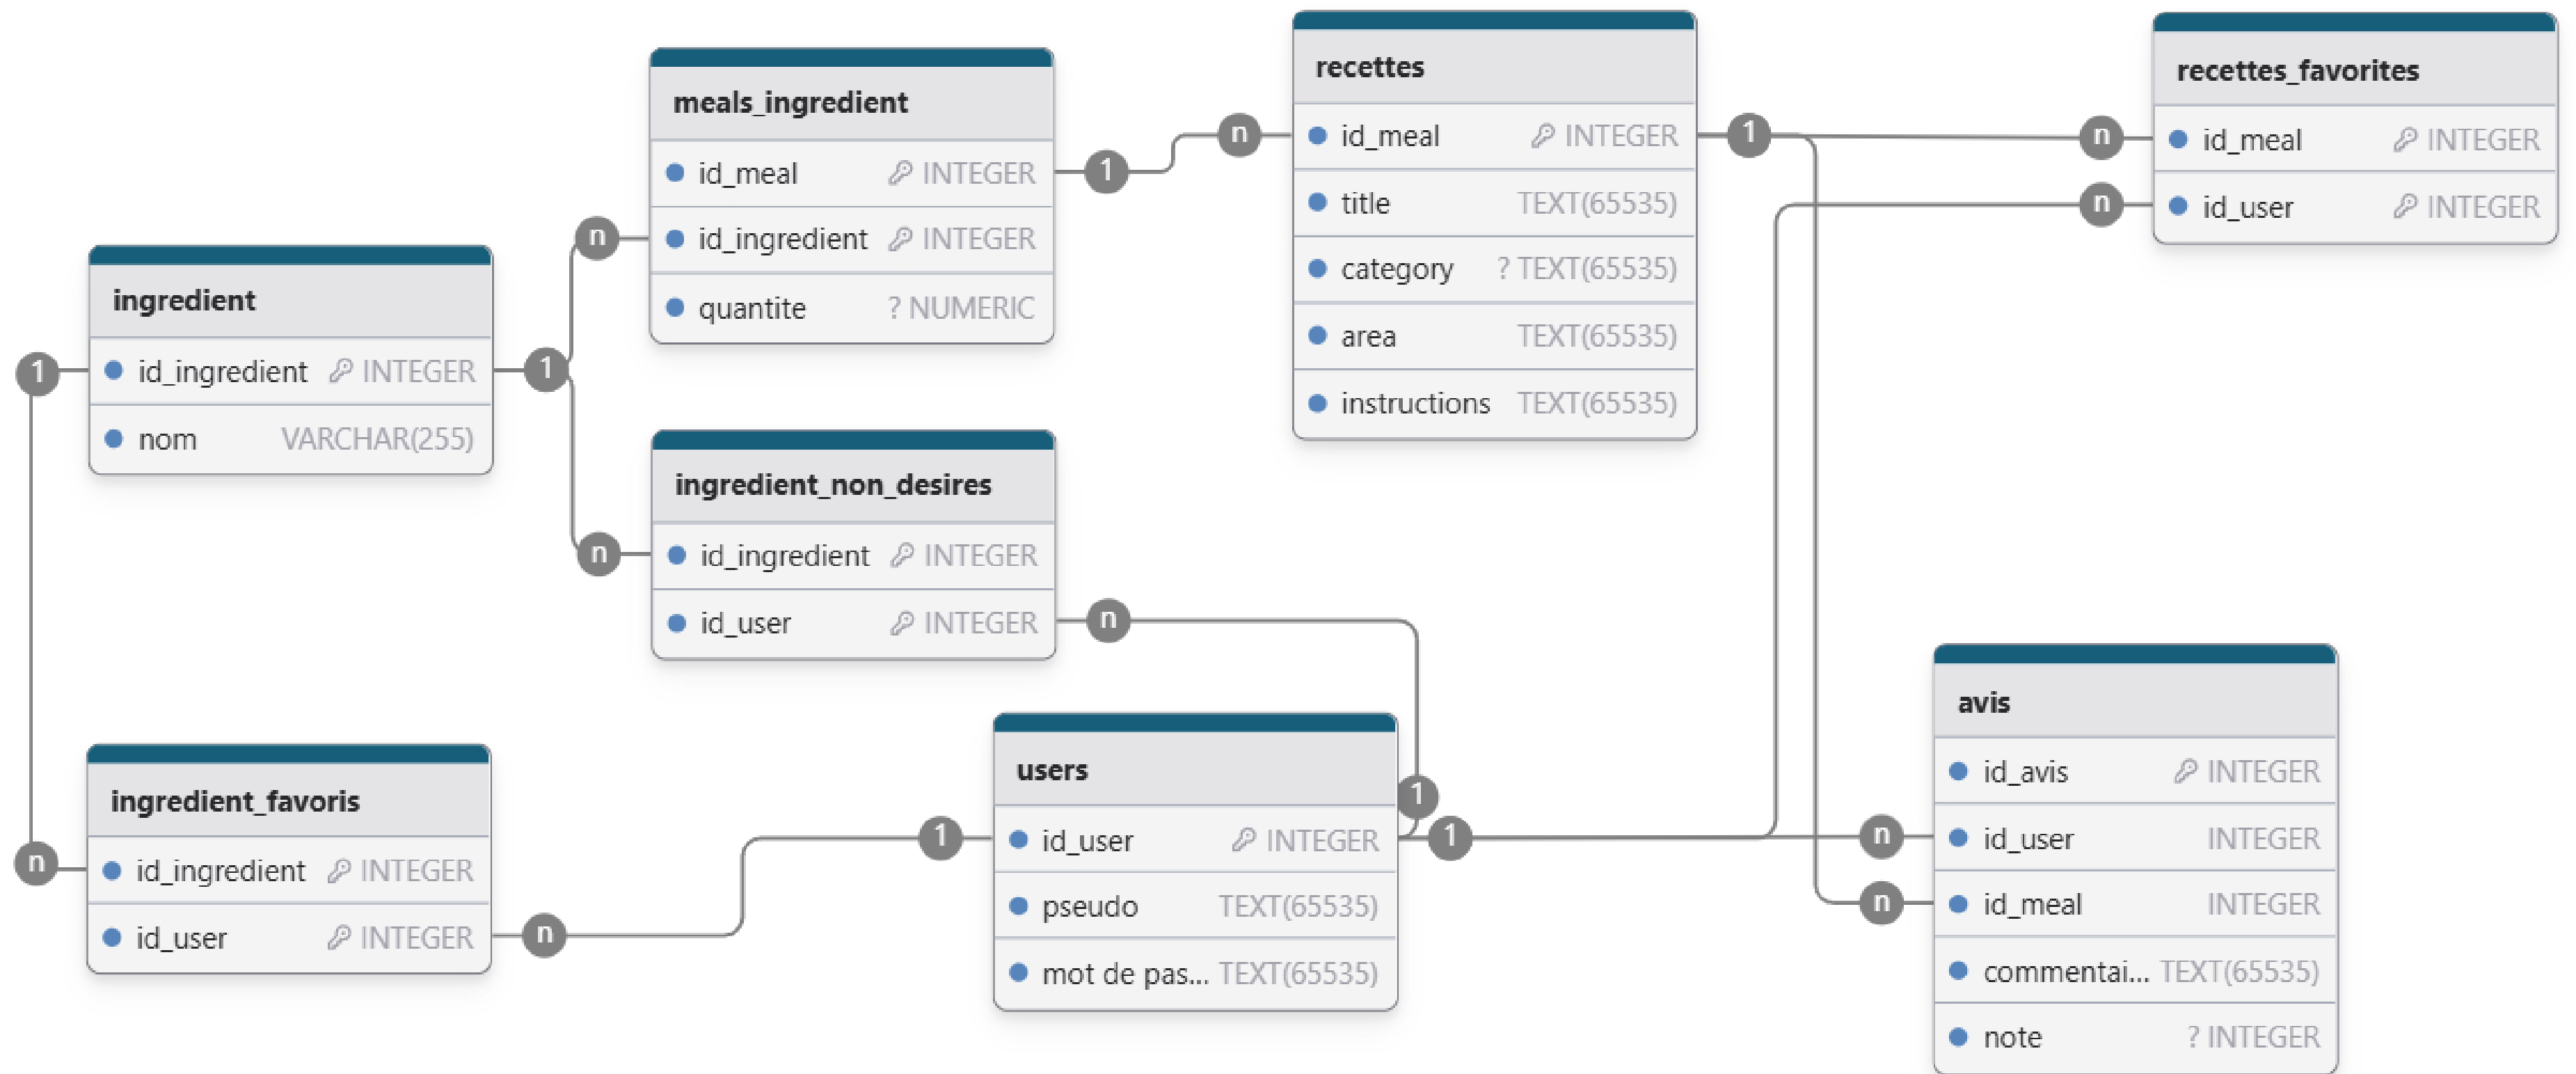 meals_ingredient
id_meal INTEGER
1
n
id_ingredient INTEGER
n
quantite ? NUMERIC
recettes
id_meal INTEGER
1
n
title TEXT(65535)
category ? TEXT(65535)
area TEXT(65535)
instructions TEXT(65535)
recettes_favorites
id_meal INTEGER
n
id_user INTEGER
ingredient
1
id_ingredient INTEGER
1
nom VARCHAR(255)
ingredient_non_desires
n
id_ingredient INTEGER
id_user INTEGER
n
ingredient_favoris
n
id_ingredient INTEGER
id_user INTEGER
n
users
1
1
id_user INTEGER
1
pseudo TEXT(65535)
mot de pas... TEXT(65535)
avis
id_avis INTEGER
n
id_user INTEGER
n
id_meal INTEGER
commentai... TEXT(65535)
note ? INTEGER